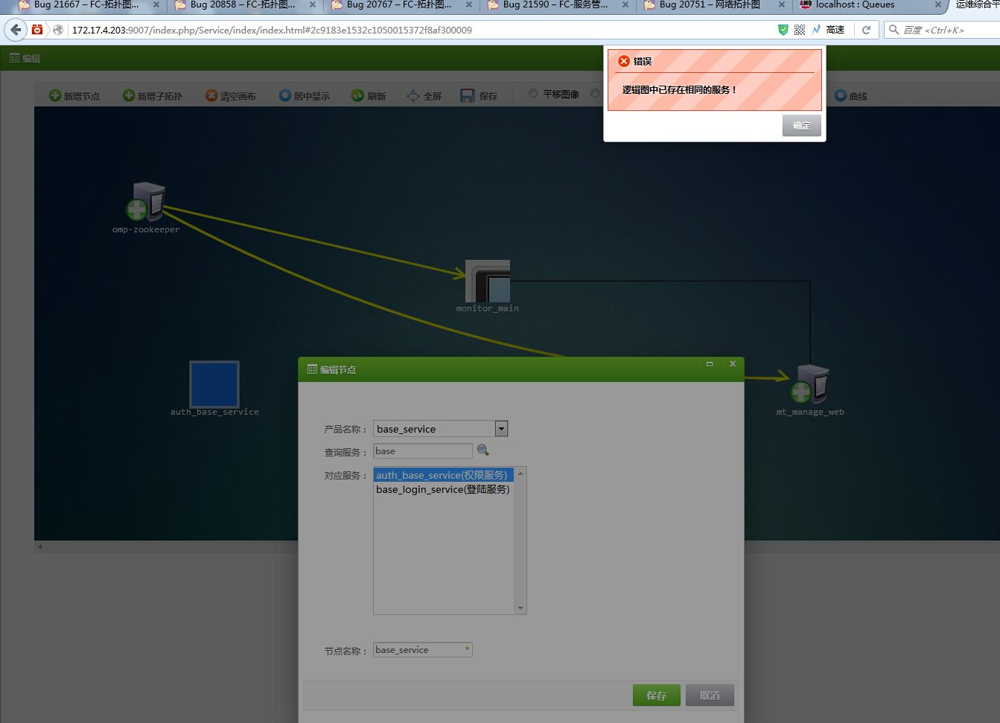 Bug 21667 – FC-拓扑图...
Bug 20858 – FC-拓扑图...
Bug 20767 – FC-拓扑图...
Bug 21590 – FC-服务管...
Bug 20751 – 网络拓扑图
localhost : Queues
运维综合平
172.17.4.203:9007/index.php/Service/index/index.html#2c9183e1532c1050015372f8af300009
高速
百度 <Ctrl+K>
编辑
错误
逻辑图中已存在相同的服务！
确定
新增节点
新增子拓扑
清空画布
居中显示
刷新
全屏
保存
平移图像
曲线
omp-zookeeper
monitor_main
auth_base_service
mt_manage_web
编辑节点
产品名称：
base_service
查询服务：
base
对应服务：
auth_base_service(权限服务)
base_login_service(登陆服务)
节点名称：
base_service
*
保存
取消